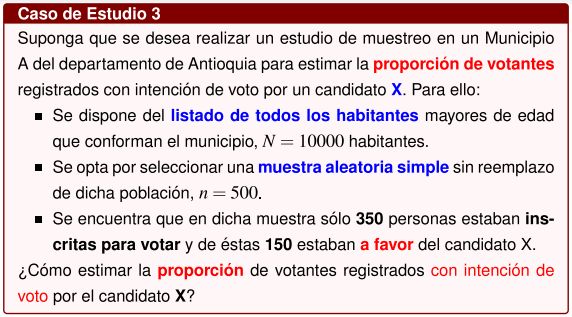 Caso de Estudio 3
Suponga que se desea realizar un estudio de muestreo en un Municipio
A del departamento de Antioquia para estimar la proporción de votantes
registrados con intención de voto por un candidato X. Para ello:
Se dispone del listado de todos los habitantes mayores de edad
que conforman el municipio, N = 10000 habitantes.
Se opta por seleccionar una muestra aleatoria simple sin reemplazo
de dicha población, n = 500.
Se encuentra que en dicha muestra sólo 350 personas estaban ins-
critas para votar y de éstas 150 estaban a favor del candidato X.
¿Cómo estimar la proporción de votantes registrados con intención de
voto por el candidato X?